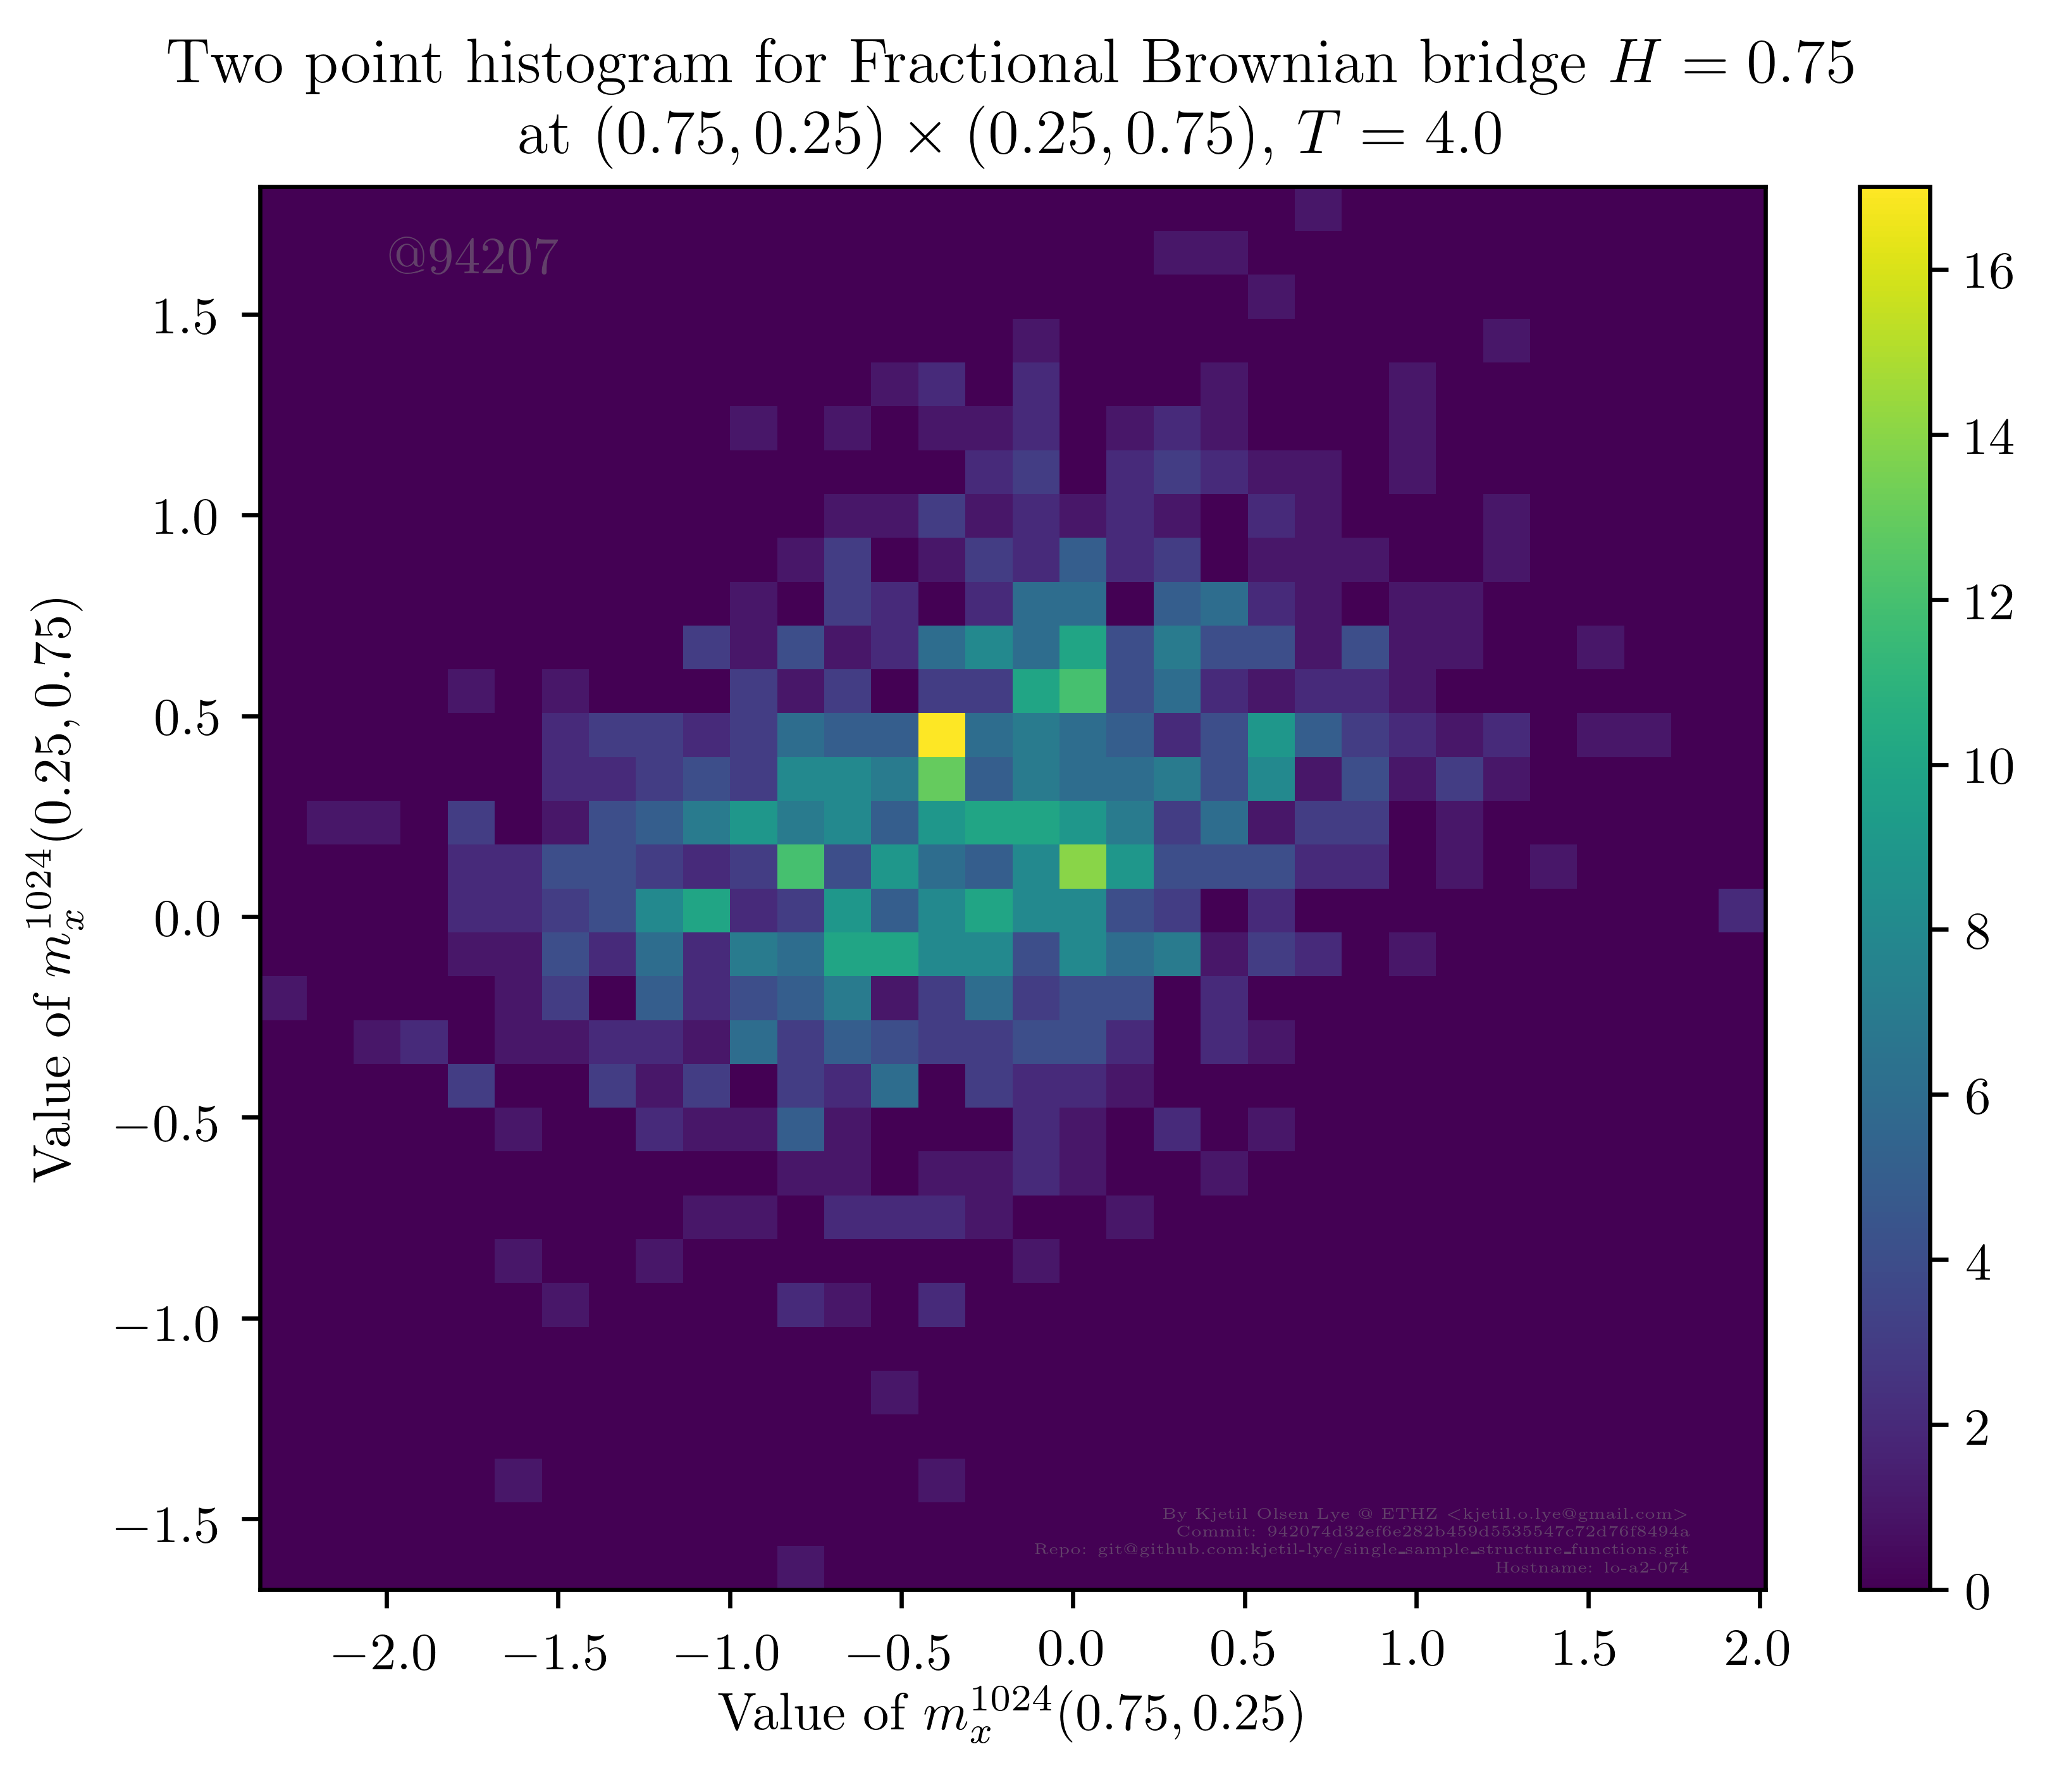 Two point histogram for Fractional Brownian bridge H = 0.75
at (0.75, 0.25) × (0.25, 0.75), T = 4.0
@94207
16
14
12
10
8
6
4
2
0
1.5
1.0
0.5
0.0
−0.5
−1.0
−1.5
Value of m_x^1024(0.25, 0.75)
By Kjetil Olsen Lye @ ETHZ <kjetil.o.lye@gmail.com>
Commit: 942074d32ef6e282b459d5535547c72d76f8494a
Repo: git@github.com:kjetil-lye/single_sample_structure_functions.git
Hostname: lo-a2-074
−2.0 −1.5 −1.0 −0.5 0.0 0.5 1.0 1.5 2.0
Value of m_x^1024(0.75, 0.25)